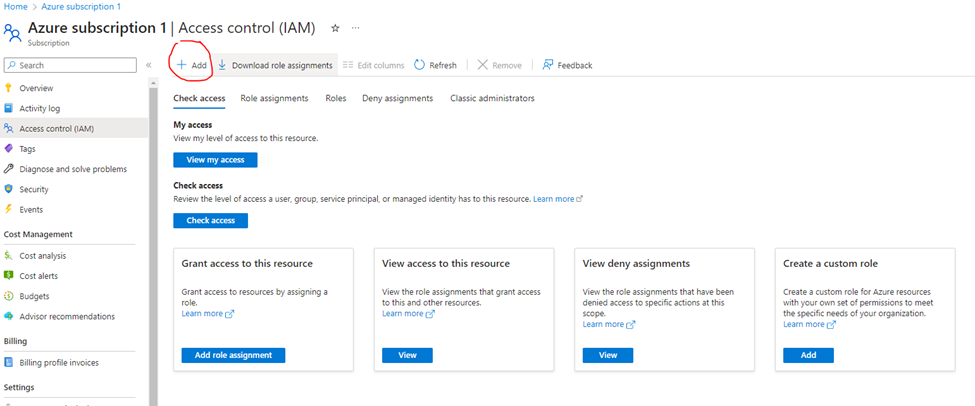 Home > Azure subscription 1
Azure subscription 1 | Access control (IAM)
Subscription
Search
Add
Download role assignments
Edit columns
Refresh
Remove
Feedback
Overview
Activity log
Access control (IAM)
Tags
Diagnose and solve problems
Security
Events
Cost Management
Cost analysis
Cost alerts
Budgets
Advisor recommendations
Billing
Billing profile invoices
Settings
Check access
Role assignments
Roles
Deny assignments
Classic administrators
My access
View my level of access to this resource.
View my access
Check access
Review the level of access a user, group, service principal, or managed identity has to this resource. Learn more
Check access
Grant access to this resource
Grant access to resources by assigning a
role.
Learn more
Add role assignment
View access to this resource
View the role assignments that grant access
to this and other resources.
Learn more
View
View deny assignments
View the role assignments that have been
denied access to specific actions at this
scope.
Learn more
View
Create a custom role
Create a custom role for Azure resources
with your own set of permissions to meet
the specific needs of your organization.
Learn more
Add